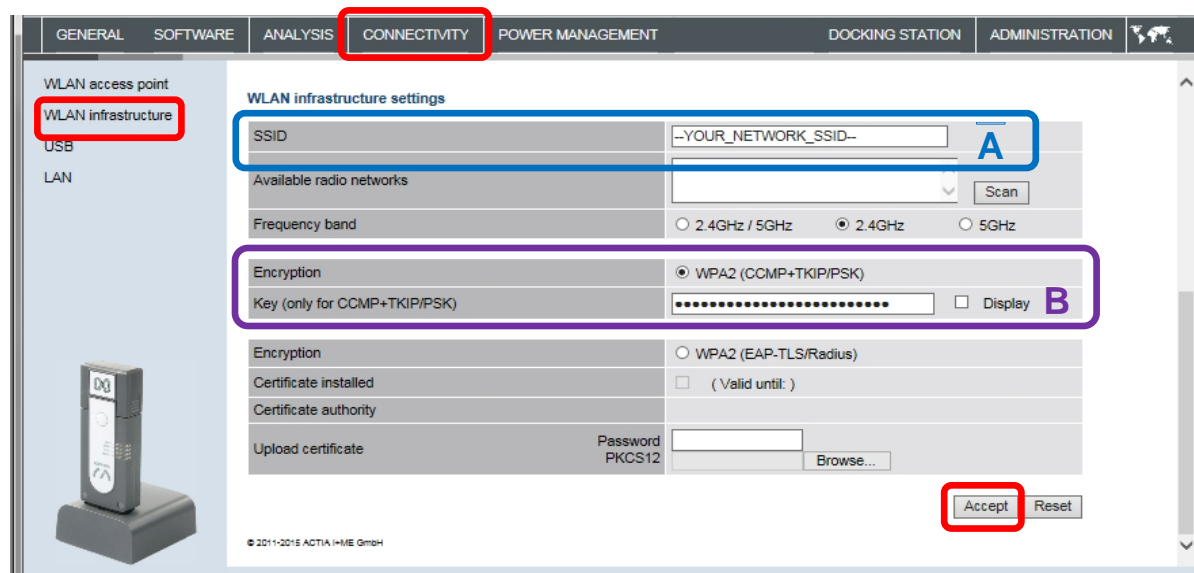 GENERAL SOFTWARE ANALYSIS CONNECTIVITY POWER MANAGEMENT DOCKING STATION ADMINISTRATION
WLAN access point
WLAN infrastructure
USB
LAN
WLAN infrastructure settings
SSID --YOUR_NETWORK_SSID-- A
Available radio networks Scan
Frequency band 2.4GHz / 5GHz 2.4GHz 5GHz
Encryption WPA2 (CCMP+TKIP/PSK)
Key (only for CCMP+TKIP/PSK) ••••••••••••••••••••••••• Display B
Encryption WPA2 (EAP-TLS/Radius)
Certificate installed ( Valid until: )
Certificate authority
Upload certificate Password
PKCS12 Browse...
Accept Reset
© 2011-2015 ACTIA I+ME GmbH